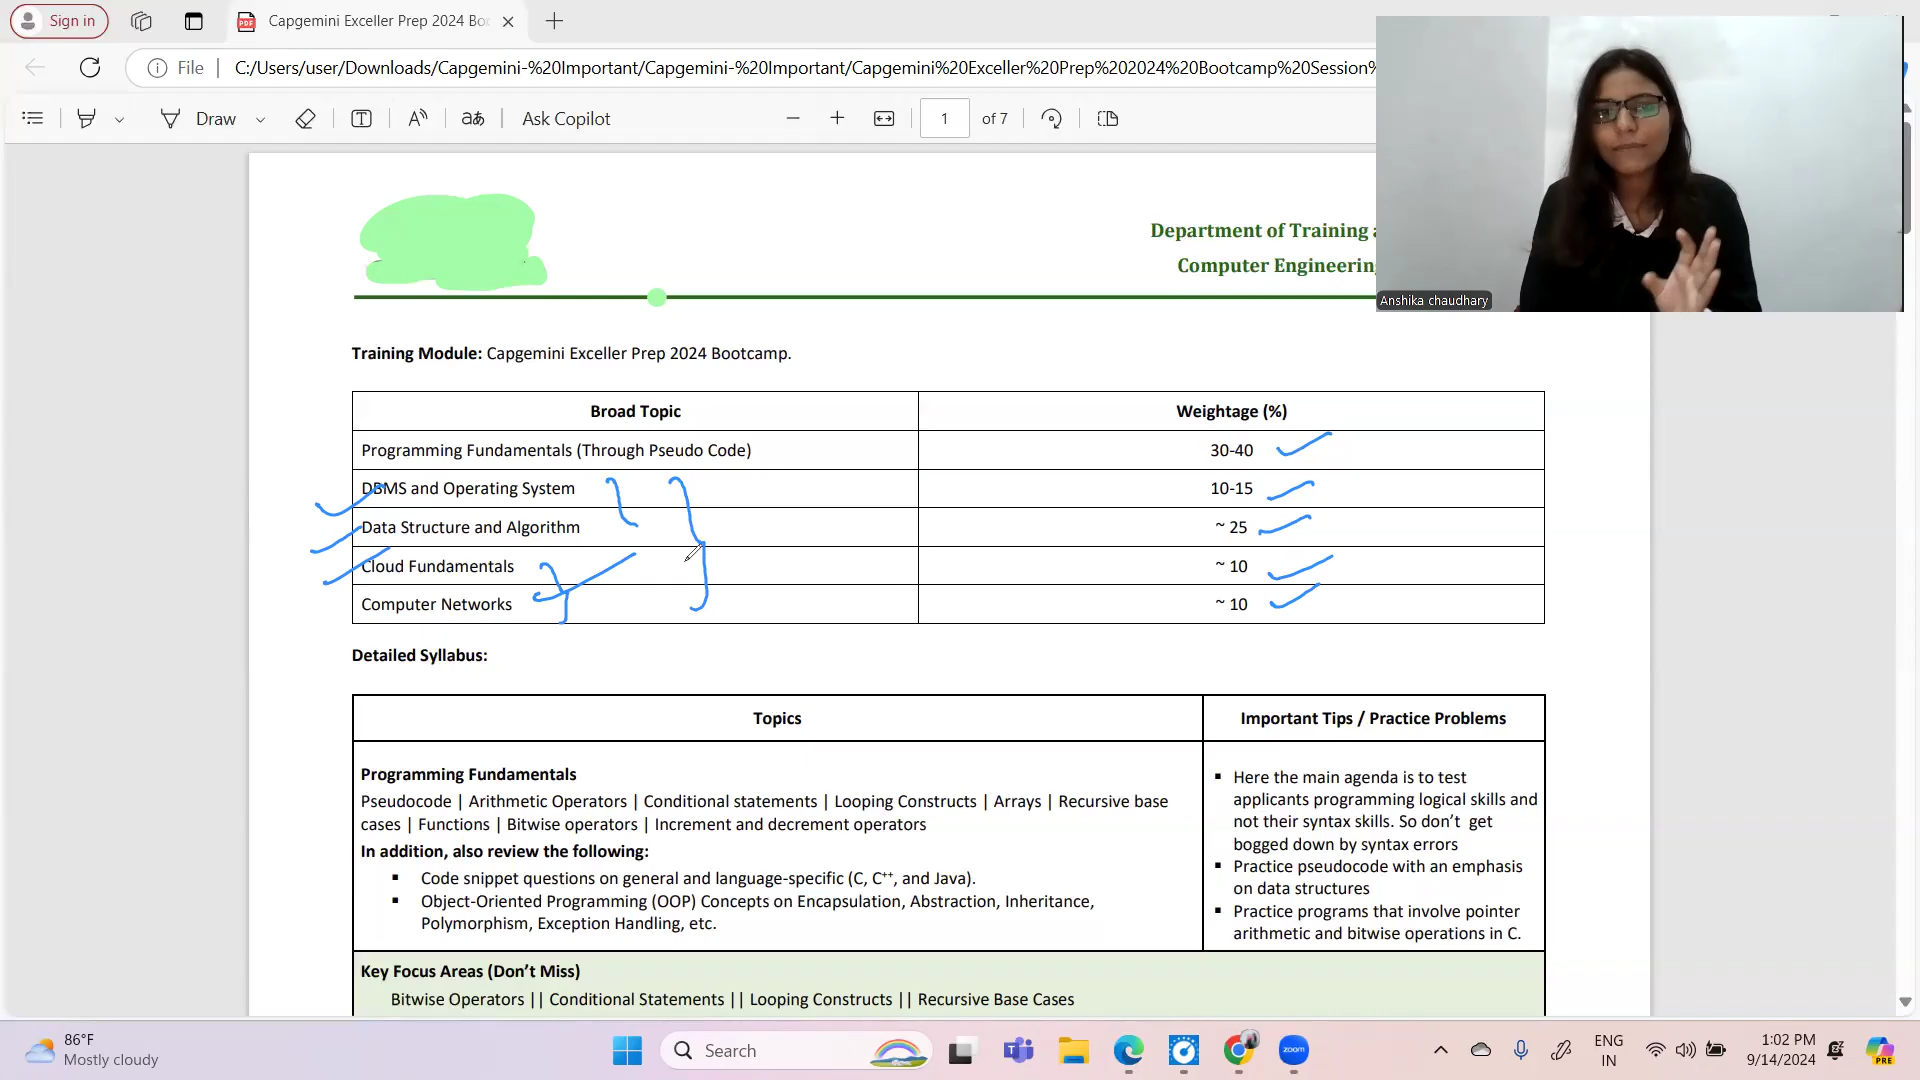 Sign in
Capgemini Exceller Prep 2024 Bo
File
C:/Users/user/Downloads/Capgemini-%20Important/Capgemini-%20Important/Capgemini%20Exceller%20Prep%202024%20Bootcamp%20Session%
Draw
Ask Copilot
1 of 7
Department of Training
Computer Engineering
Anshika chaudhary
Training Module: Capgemini Exceller Prep 2024 Bootcamp.
Broad Topic Weightage (%)
Programming Fundamentals (Through Pseudo Code) 30-40
DBMS and Operating System 10-15
Data Structure and Algorithm ~ 25
Cloud Fundamentals ~ 10
Computer Networks ~ 10
Detailed Syllabus:
Topics Important Tips / Practice Problems
Programming Fundamentals
Pseudocode | Arithmetic Operators | Conditional statements | Looping Constructs | Arrays | Recursive base
cases | Functions | Bitwise operators | Increment and decrement operators
In addition, also review the following:
▪ Code snippet questions on general and language-specific (C, C++, and Java).
▪ Object-Oriented Programming (OOP) Concepts on Encapsulation, Abstraction, Inheritance,
Polymorphism, Exception Handling, etc.
▪ Here the main agenda is to test
applicants programming logical skills and
not their syntax skills. So don’t get
bogged down by syntax errors
▪ Practice pseudocode with an emphasis
on data structures
▪ Practice programs that involve pointer
arithmetic and bitwise operations in C.
Key Focus Areas (Don’t Miss)
Bitwise Operators || Conditional Statements || Looping Constructs || Recursive Base Cases
86°F
Mostly cloudy
Search
zoom
ENG
IN
1:02 PM
9/14/2024
PRE